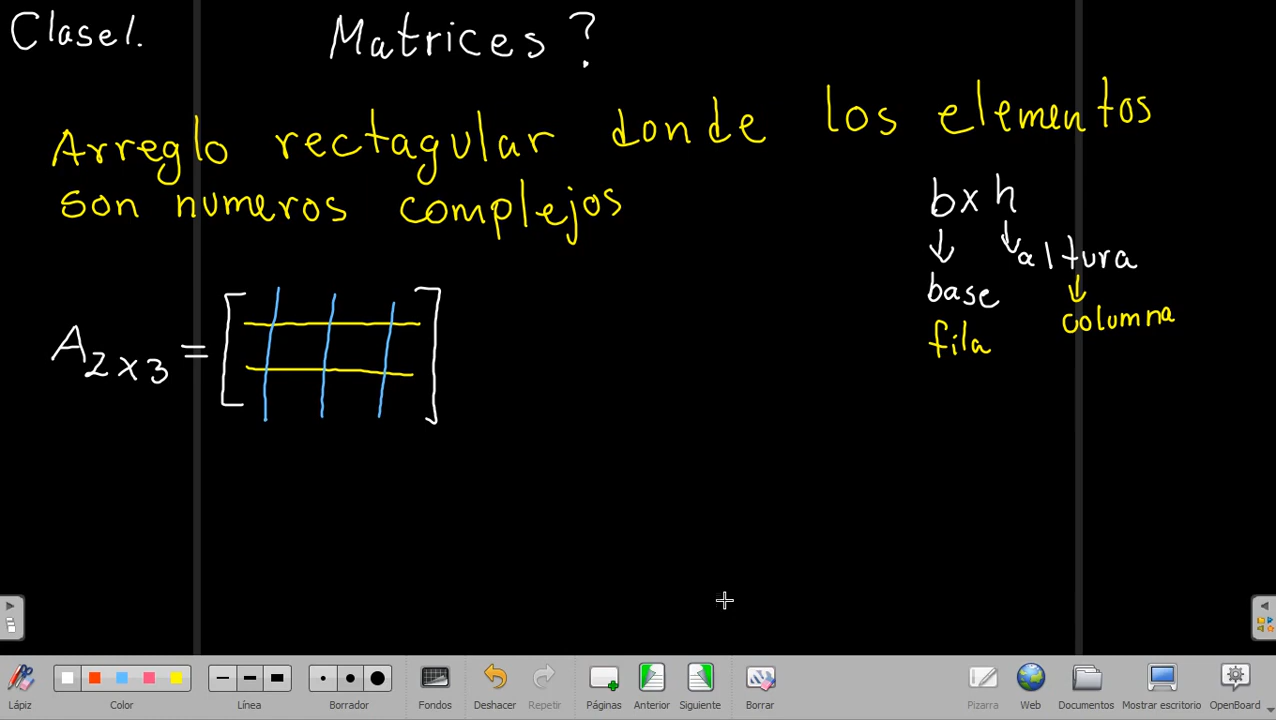 Clase1.
Matrices ?
Arreglo rectagular donde los elementos
son numeros complejos
b x h
altura
base
columna
fila
A2x3 = [ ]
Lápiz
Color
Línea
Borrador
Fondos
Deshacer
Repetir
Páginas
Anterior
Siguiente
Borrar
Pizarra
Web
Documentos
Mostrar escritorio
OpenBoard